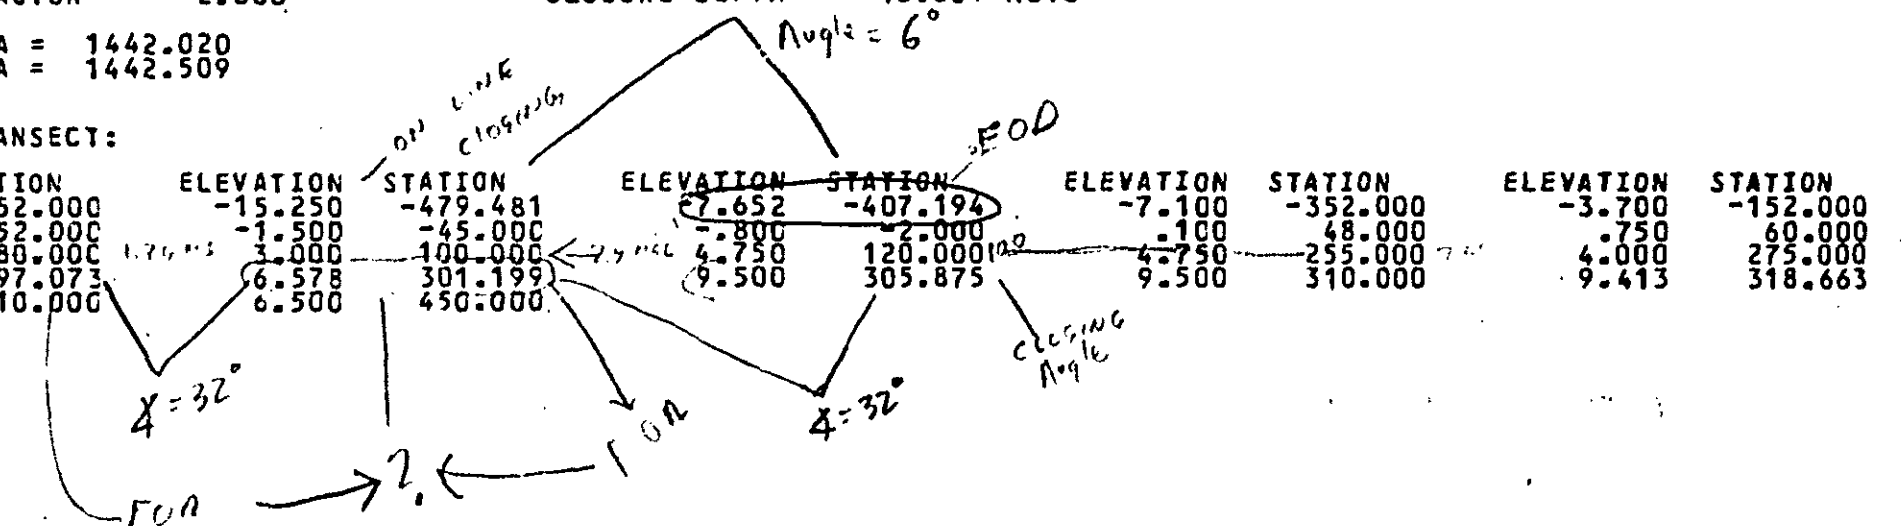 A = 1442.020
A = 1442.509
Angle = 6°
ON LINE
CLOSING
EOD
ANSECT:
TION ELEVATION STATION ELEVATION STATION ELEVATION STATION ELEVATION STATION
52.000 -15.250 -479.481 -7.652 -407.194 -7.100 -352.000 -3.700 -152.000
52.000 -1.500 -45.000 -.800 -2.000 .100 48.000 .750 60.000
80.000 3.000 100.000 4.750 120.000 4.750 255.000 4.000 275.000
97.073 6.578 301.199 9.500 305.875 9.500 310.000 9.413 318.663
10.000 6.500 450.000
CLOSING
Angle
∡=32° ∡=32°
?